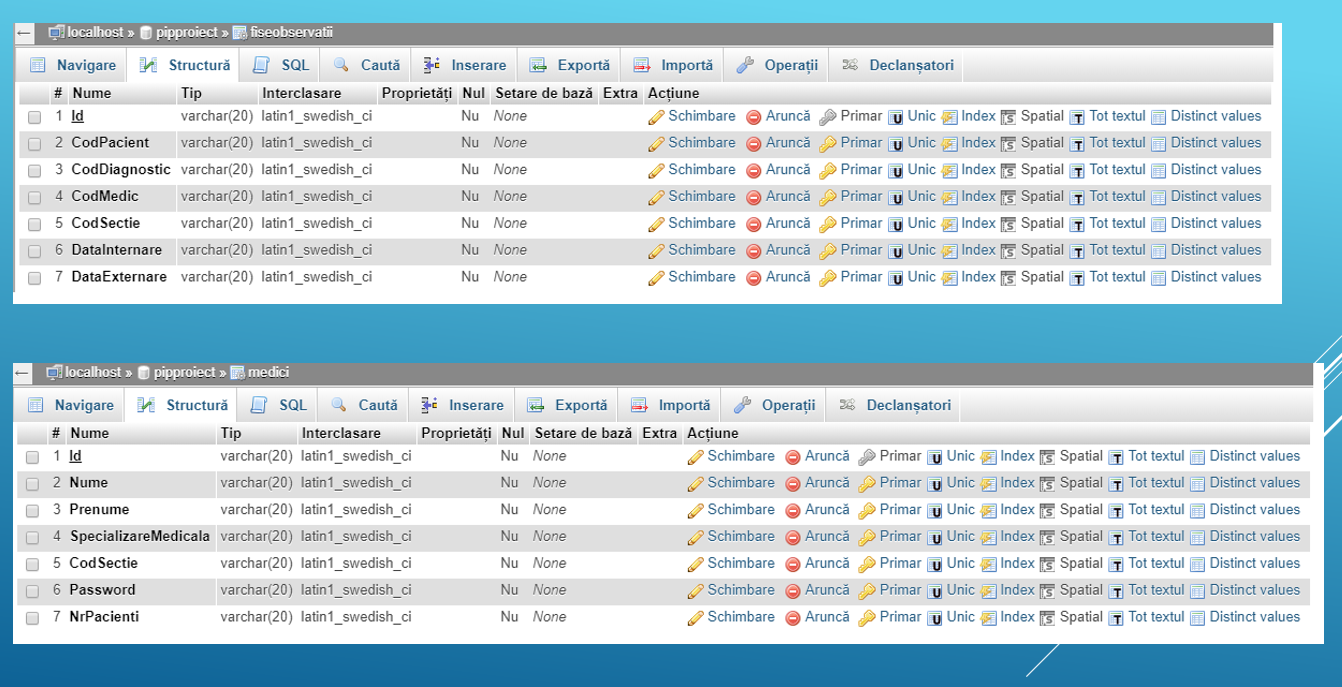 ← localhost » pipproiect » fiseobservatii
Navigare Structură SQL Caută Inserare Exportă Importă Operații Declanșatori
# Nume Tip Interclasare Proprietăți Nul Setare de bază Extra Acțiune
1 Id varchar(20) latin1_swedish_ci Nu None Schimbare Aruncă Primar Unic Index Spatial Tot textul Distinct values
2 CodPacient varchar(20) latin1_swedish_ci Nu None Schimbare Aruncă Primar Unic Index Spatial Tot textul Distinct values
3 CodDiagnostic varchar(20) latin1_swedish_ci Nu None Schimbare Aruncă Primar Unic Index Spatial Tot textul Distinct values
4 CodMedic varchar(20) latin1_swedish_ci Nu None Schimbare Aruncă Primar Unic Index Spatial Tot textul Distinct values
5 CodSectie varchar(20) latin1_swedish_ci Nu None Schimbare Aruncă Primar Unic Index Spatial Tot textul Distinct values
6 DataInternare varchar(20) latin1_swedish_ci Nu None Schimbare Aruncă Primar Unic Index Spatial Tot textul Distinct values
7 DataExternare varchar(20) latin1_swedish_ci Nu None Schimbare Aruncă Primar Unic Index Spatial Tot textul Distinct values
← localhost » pipproiect » medici
Navigare Structură SQL Caută Inserare Exportă Importă Operații Declanșatori
# Nume Tip Interclasare Proprietăți Nul Setare de bază Extra Acțiune
1 Id varchar(20) latin1_swedish_ci Nu None Schimbare Aruncă Primar Unic Index Spatial Tot textul Distinct values
2 Nume varchar(20) latin1_swedish_ci Nu None Schimbare Aruncă Primar Unic Index Spatial Tot textul Distinct values
3 Prenume varchar(20) latin1_swedish_ci Nu None Schimbare Aruncă Primar Unic Index Spatial Tot textul Distinct values
4 SpecializareMedicala varchar(20) latin1_swedish_ci Nu None Schimbare Aruncă Primar Unic Index Spatial Tot textul Distinct values
5 CodSectie varchar(20) latin1_swedish_ci Nu None Schimbare Aruncă Primar Unic Index Spatial Tot textul Distinct values
6 Password varchar(20) latin1_swedish_ci Nu None Schimbare Aruncă Primar Unic Index Spatial Tot textul Distinct values
7 NrPacienti varchar(20) latin1_swedish_ci Nu None Schimbare Aruncă Primar Unic Index Spatial Tot textul Distinct values